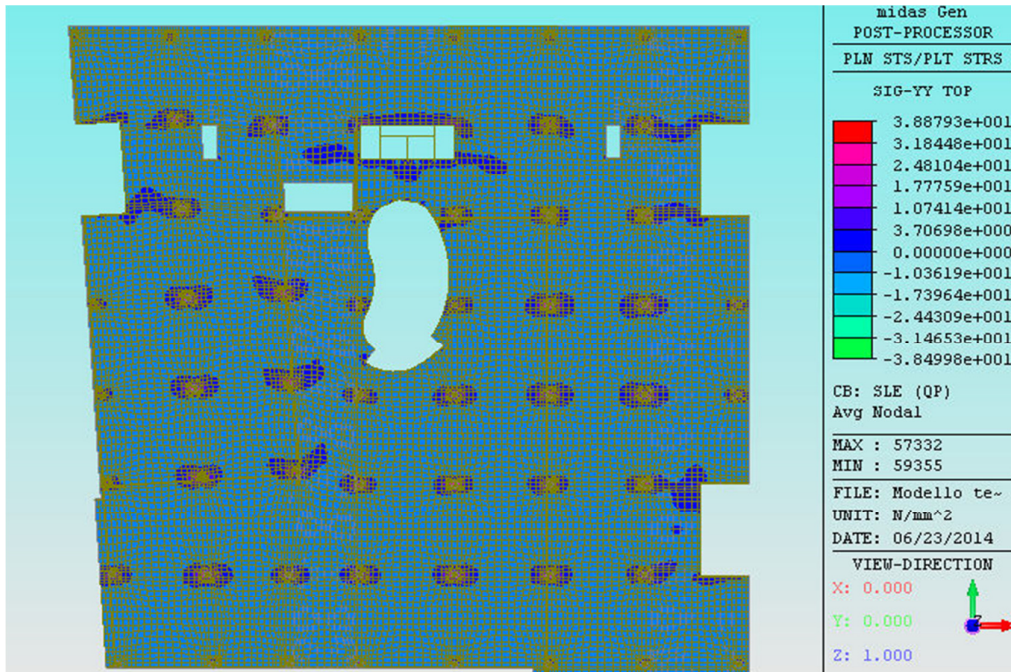 midas Gen
POST-PROCESSOR
PLN STS/PLT STRS
SIG-YY TOP
3.88793e+001
3.18448e+001
2.48104e+001
1.77759e+001
1.07414e+001
3.70698e+000
0.00000e+000
-1.03619e+001
-1.73964e+001
-2.44309e+001
-3.14653e+001
-3.84998e+001
CB: SLE (QP)
Avg Nodal
MAX : 57332
MIN : 59355
FILE: Modello te~
UNIT: N/mm^2
DATE: 06/23/2014
VIEW-DIRECTION
X: 0.000
Y: 0.000
Z: 1.000